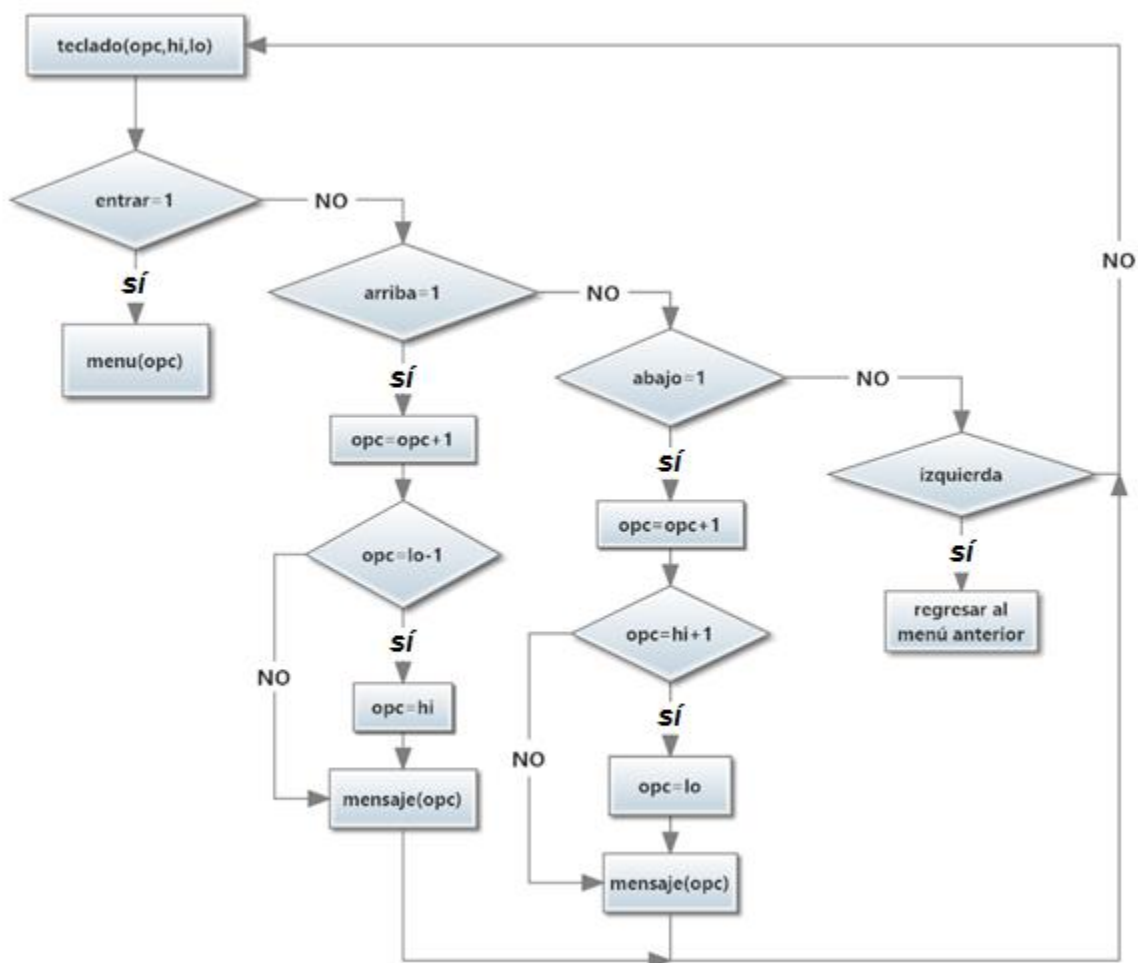 teclado(opc,hi,lo)
entrar=1
NO
SÍ
menu(opc)
arriba=1
NO
SÍ
opc=opc+1
opc=lo-1
SÍ
NO
opc=hi
mensaje(opc)
abajo=1
NO
SÍ
opc=opc+1
opc=hi+1
SÍ
NO
opc=lo
mensaje(opc)
izquierda
NO
SÍ
regresar al
menú anterior